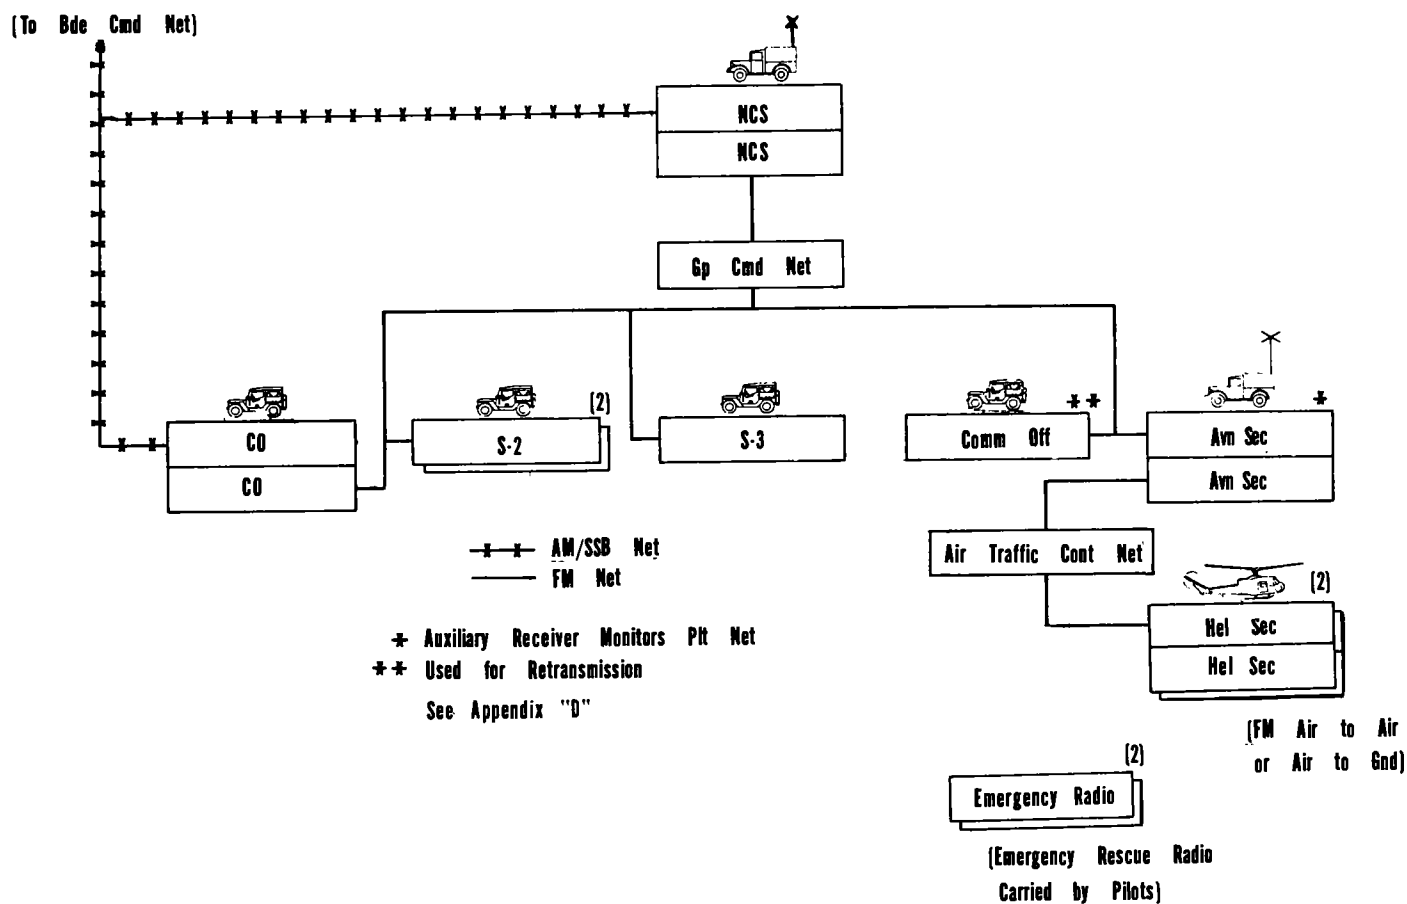 (To Bde Cmd Net)
NCS
NCS
Gp Cmd Net
CO
CO
(2)
S-2
S-3
**
Comm Off
*
Avn Sec
Avn Sec
Air Traffic Cont Net
(2)
Hel Sec
Hel Sec
(FM Air to Air
or Air to Gnd)
-x-x- AM/SSB Net
FM Net
* Auxiliary Receiver Monitors Plt Net
** Used for Retransmission
See Appendix "D"
(2)
Emergency Radio
(Emergency Rescue Radio
Carried by Pilots)